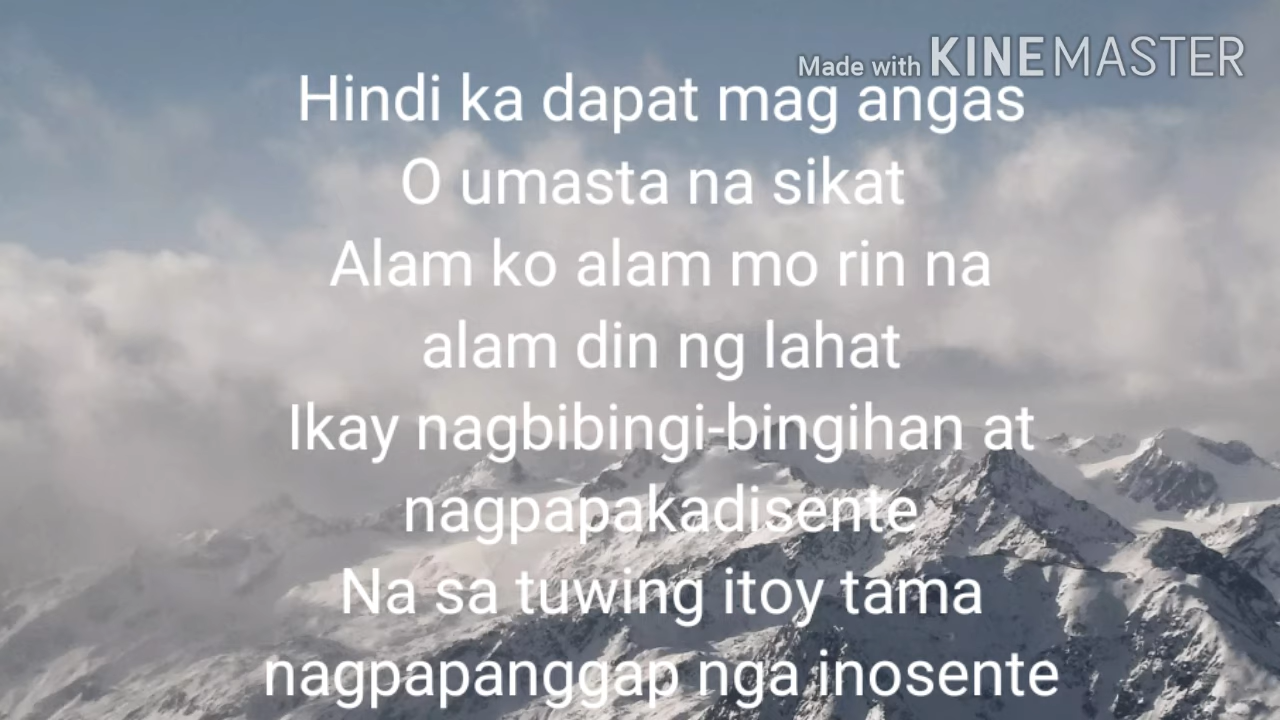 Made with KINEMASTER
Hindi ka dapat mag angas
O umasta na sikat
Alam ko alam mo rin na
alam din ng lahat
Ikay nagbibingi-bingihan at
nagpapakadisente
Na sa tuwing itoy tama
nagpapanggap nga inosente